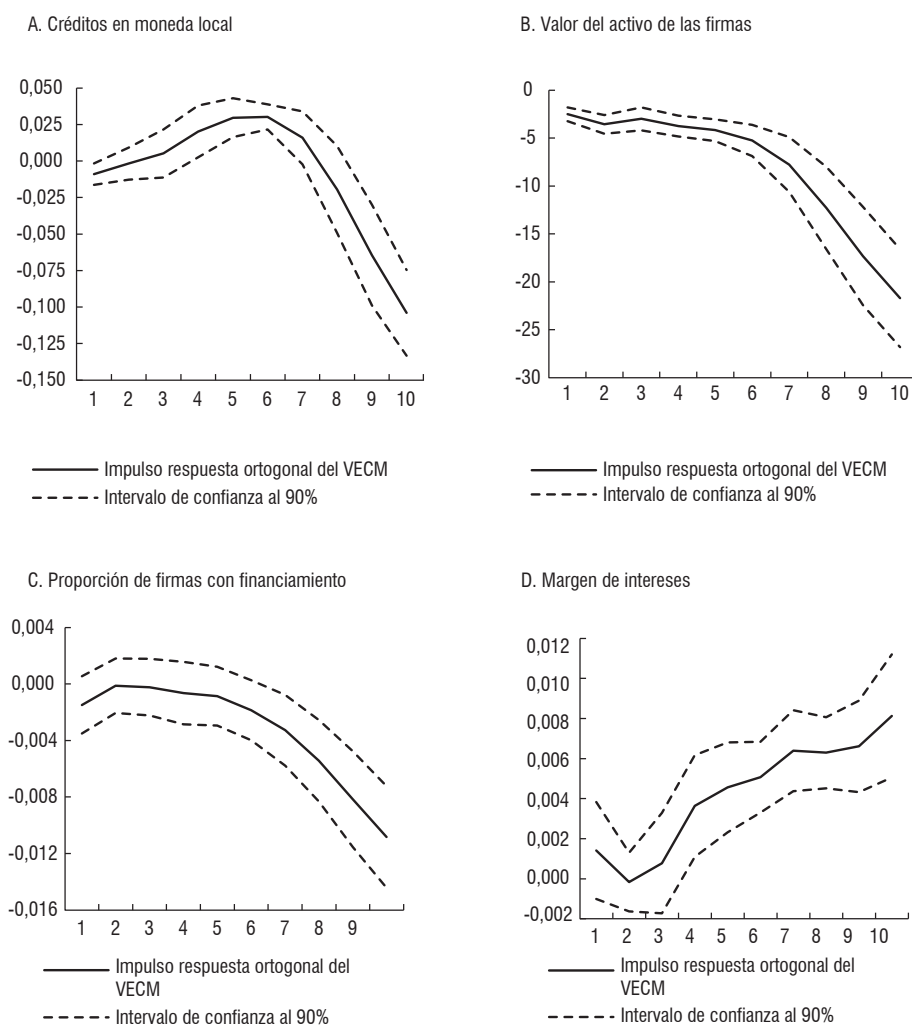 A. Créditos en moneda local
0,050
0,025
0,000
-0,025
-0,050
-0,075
-0,100
-0,125
-0,150
1 2 3 4 5 6 7 8 9 10
Impulso respuesta ortogonal del VECM
Intervalo de confianza al 90%
B. Valor del activo de las firmas
0
-5
-10
-15
-20
-25
-30
1 2 3 4 5 6 7 8 9 10
Impulso respuesta ortogonal del VECM
Intervalo de confianza al 90%
C. Proporción de firmas con financiamiento
0,004
0,000
-0,004
-0,008
-0,012
-0,016
1 2 3 4 5 6 7 8 9
Impulso respuesta ortogonal del
VECM
Intervalo de confianza al 90%
D. Margen de intereses
0,012
0,010
0,008
0,006
0,004
0,002
0,000
-0,002
1 2 3 4 5 6 7 8 9 10
Impulso respuesta ortogonal del
VECM
Intervalo de confianza al 90%